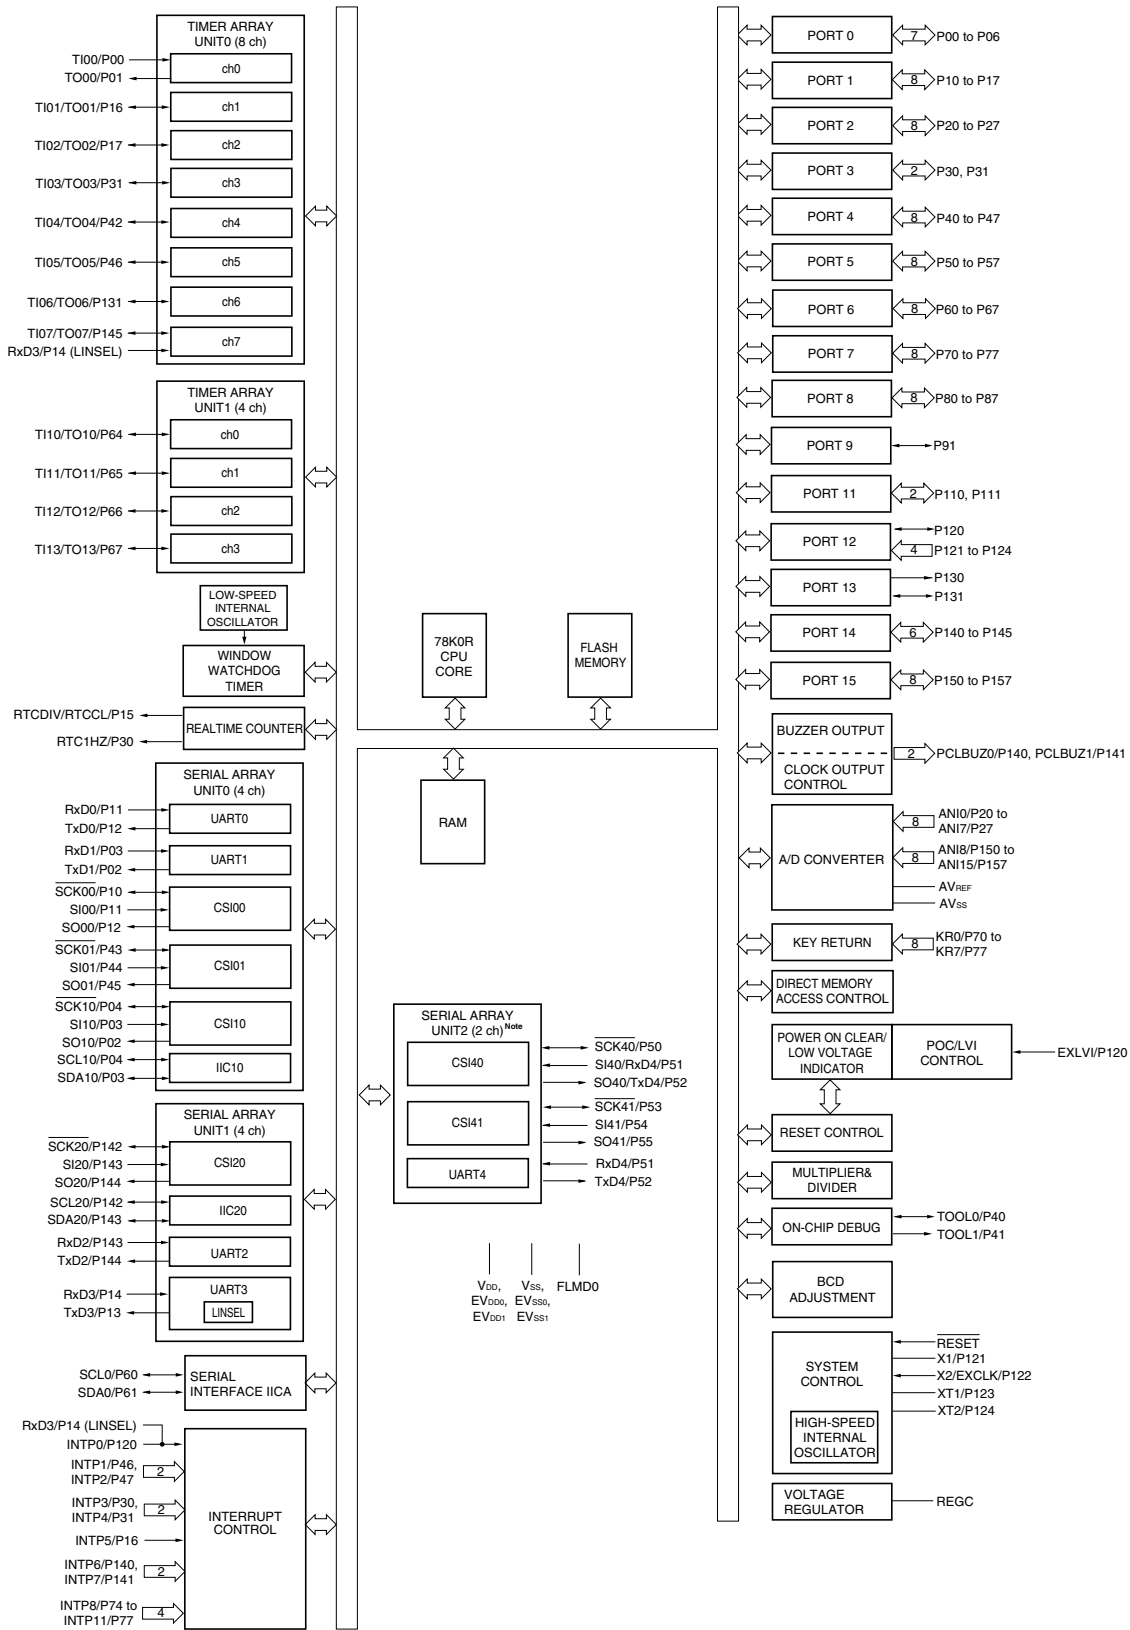 TIMER ARRAY
UNIT0 (8 ch)
TI00/P00
TO00/P01
ch0
TI01/TO01/P16
ch1
TI02/TO02/P17
ch2
TI03/TO03/P31
ch3
TI04/TO04/P42
ch4
TI05/TO05/P46
ch5
TI06/TO06/P131
ch6
TI07/TO07/P145
RxD3/P14 (LINSEL)
ch7
TIMER ARRAY
UNIT1 (4 ch)
TI10/TO10/P64
ch0
TI11/TO11/P65
ch1
TI12/TO12/P66
ch2
TI13/TO13/P67
ch3
LOW-SPEED
INTERNAL
OSCILLATOR
WINDOW
WATCHDOG
TIMER
RTCDIV/RTCCL/P15
RTC1HZ/P30
REALTIME COUNTER
SERIAL ARRAY
UNIT0 (4 ch)
RxD0/P11
TxD0/P12
UART0
RxD1/P03
TxD1/P02
UART1
SCK00/P10
SI00/P11
SO00/P12
CSI00
SCK01/P43
SI01/P44
SO01/P45
CSI01
SCK10/P04
SI10/P03
SO10/P02
CSI10
SCL10/P04
SDA10/P03
IIC10
SERIAL ARRAY
UNIT1 (4 ch)
SCK20/P142
SI20/P143
SO20/P144
CSI20
SCL20/P142
SDA20/P143
IIC20
RxD2/P143
TxD2/P144
UART2
RxD3/P14
TxD3/P13
UART3
LINSEL
SCL0/P60
SDA0/P61
SERIAL
INTERFACE IICA
RxD3/P14 (LINSEL)
INTP0/P120
INTP1/P46,
INTP2/P47
2
INTP3/P30,
INTP4/P31
2
INTP5/P16
INTP6/P140,
INTP7/P141
2
INTP8/P74 to
INTP11/P77
4
INTERRUPT
CONTROL
78K0R
CPU
CORE
FLASH
MEMORY
RAM
SERIAL ARRAY
UNIT2 (2 ch)Note
CSI40
SCK40/P50
SI40/RxD4/P51
SO40/TxD4/P52
CSI41
SCK41/P53
SI41/P54
SO41/P55
UART4
RxD4/P51
TxD4/P52
VDD,
EVDD0,
EVDD1
VSS,
EVSS0,
EVSS1
FLMD0
PORT 0
7
P00 to P06
PORT 1
8
P10 to P17
PORT 2
8
P20 to P27
PORT 3
2
P30, P31
PORT 4
8
P40 to P47
PORT 5
8
P50 to P57
PORT 6
8
P60 to P67
PORT 7
8
P70 to P77
PORT 8
8
P80 to P87
PORT 9
P91
PORT 11
2
P110, P111
PORT 12
P120
4
P121 to P124
PORT 13
P130
P131
PORT 14
6
P140 to P145
PORT 15
8
P150 to P157
BUZZER OUTPUT
CLOCK OUTPUT
CONTROL
2
PCLBUZ0/P140, PCLBUZ1/P141
A/D CONVERTER
8
ANI0/P20 to
ANI7/P27
8
ANI8/P150 to
ANI15/P157
AVREF
AVSS
KEY RETURN
8
KR0/P70 to
KR7/P77
DIRECT MEMORY
ACCESS CONTROL
POWER ON CLEAR/
LOW VOLTAGE
INDICATOR
POC/LVI
CONTROL
EXLVI/P120
RESET CONTROL
MULTIPLIER&
DIVIDER
ON-CHIP DEBUG
TOOL0/P40
TOOL1/P41
BCD
ADJUSTMENT
SYSTEM
CONTROL
HIGH-SPEED
INTERNAL
OSCILLATOR
RESET
X1/P121
X2/EXCLK/P122
XT1/P123
XT2/P124
VOLTAGE
REGULATOR
REGC